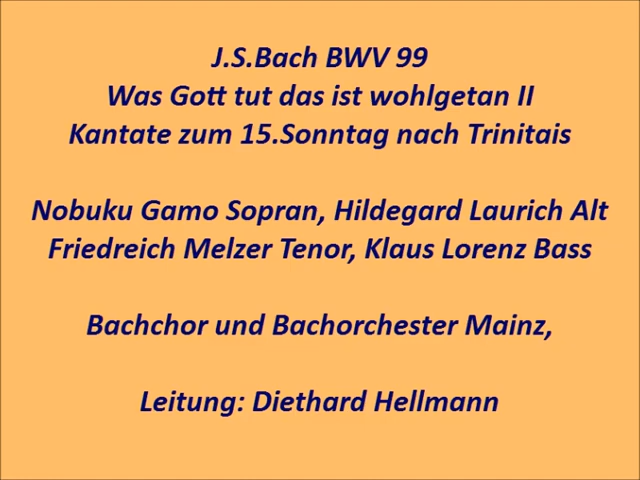 J.S.Bach BWV 99
Was Gott tut das ist wohlgetan II
Kantate zum 15.Sonntag nach Trinitais
Nobuku Gamo Sopran, Hildegard Laurich Alt
Friedreich Melzer Tenor, Klaus Lorenz Bass
Bachchor und Bachorchester Mainz,
Leitung: Diethard Hellmann